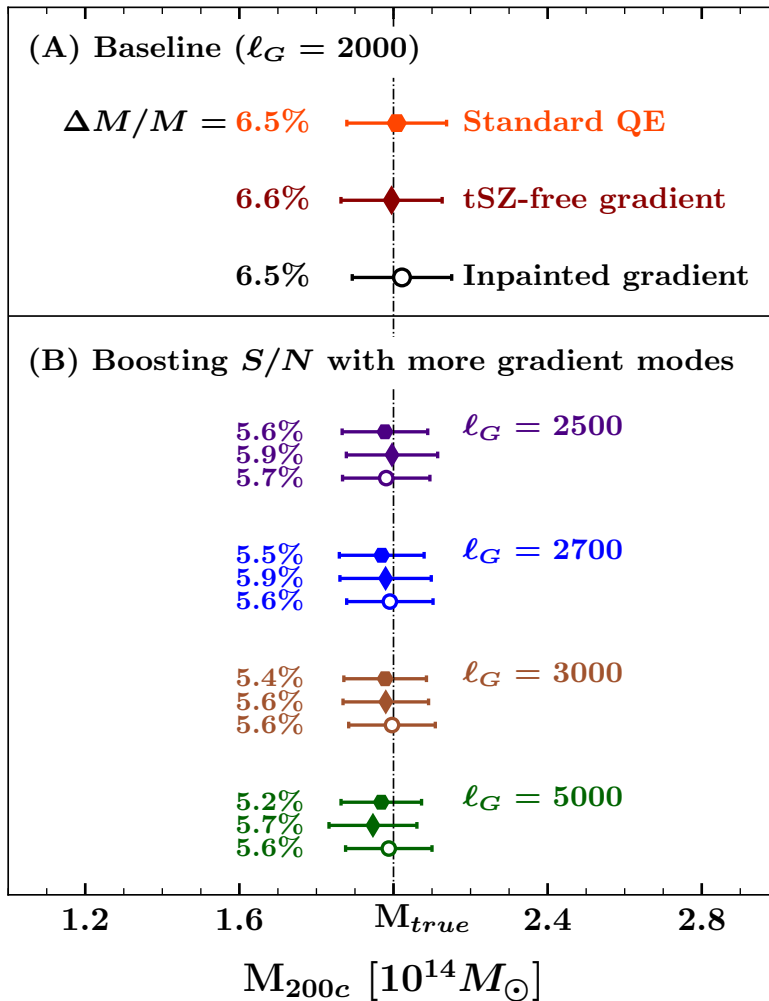 (A) Baseline (ℓ_G = 2000)
ΔM/M = 6.5% Standard QE
6.6% tSZ-free gradient
6.5% Inpainted gradient
(B) Boosting S/N with more gradient modes
5.6% ℓ_G = 2500
5.9%
5.7%
5.5% ℓ_G = 2700
5.9%
5.6%
5.4% ℓ_G = 3000
5.6%
5.6%
5.2% ℓ_G = 5000
5.7%
5.6%
1.2 1.6 M_true 2.4 2.8
M_200c [10^14 M_⊙]